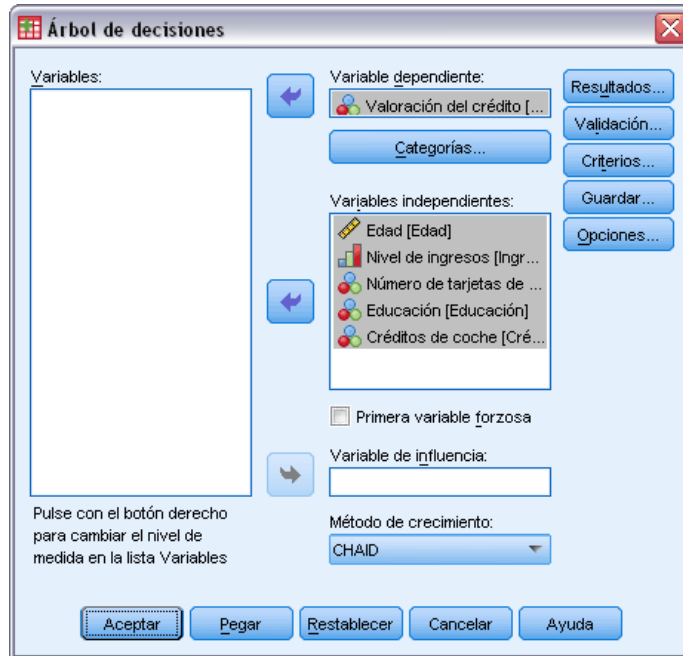 Árbol de decisiones
Variables:
Pulse con el botón derecho
para cambiar el nivel de
medida en la lista Variables
Variable dependiente:
Valoración del crédito [...
Categorías...
Variables independientes:
Edad [Edad]
Nivel de ingresos [Ingr...
Número de tarjetas de ...
Educación [Educación]
Créditos de coche [Cré...
Primera variable forzosa
Variable de influencia:
Método de crecimiento:
CHAID
Resultados...
Validación...
Criterios...
Guardar...
Opciones...
Aceptar
Pegar
Restablecer
Cancelar
Ayuda